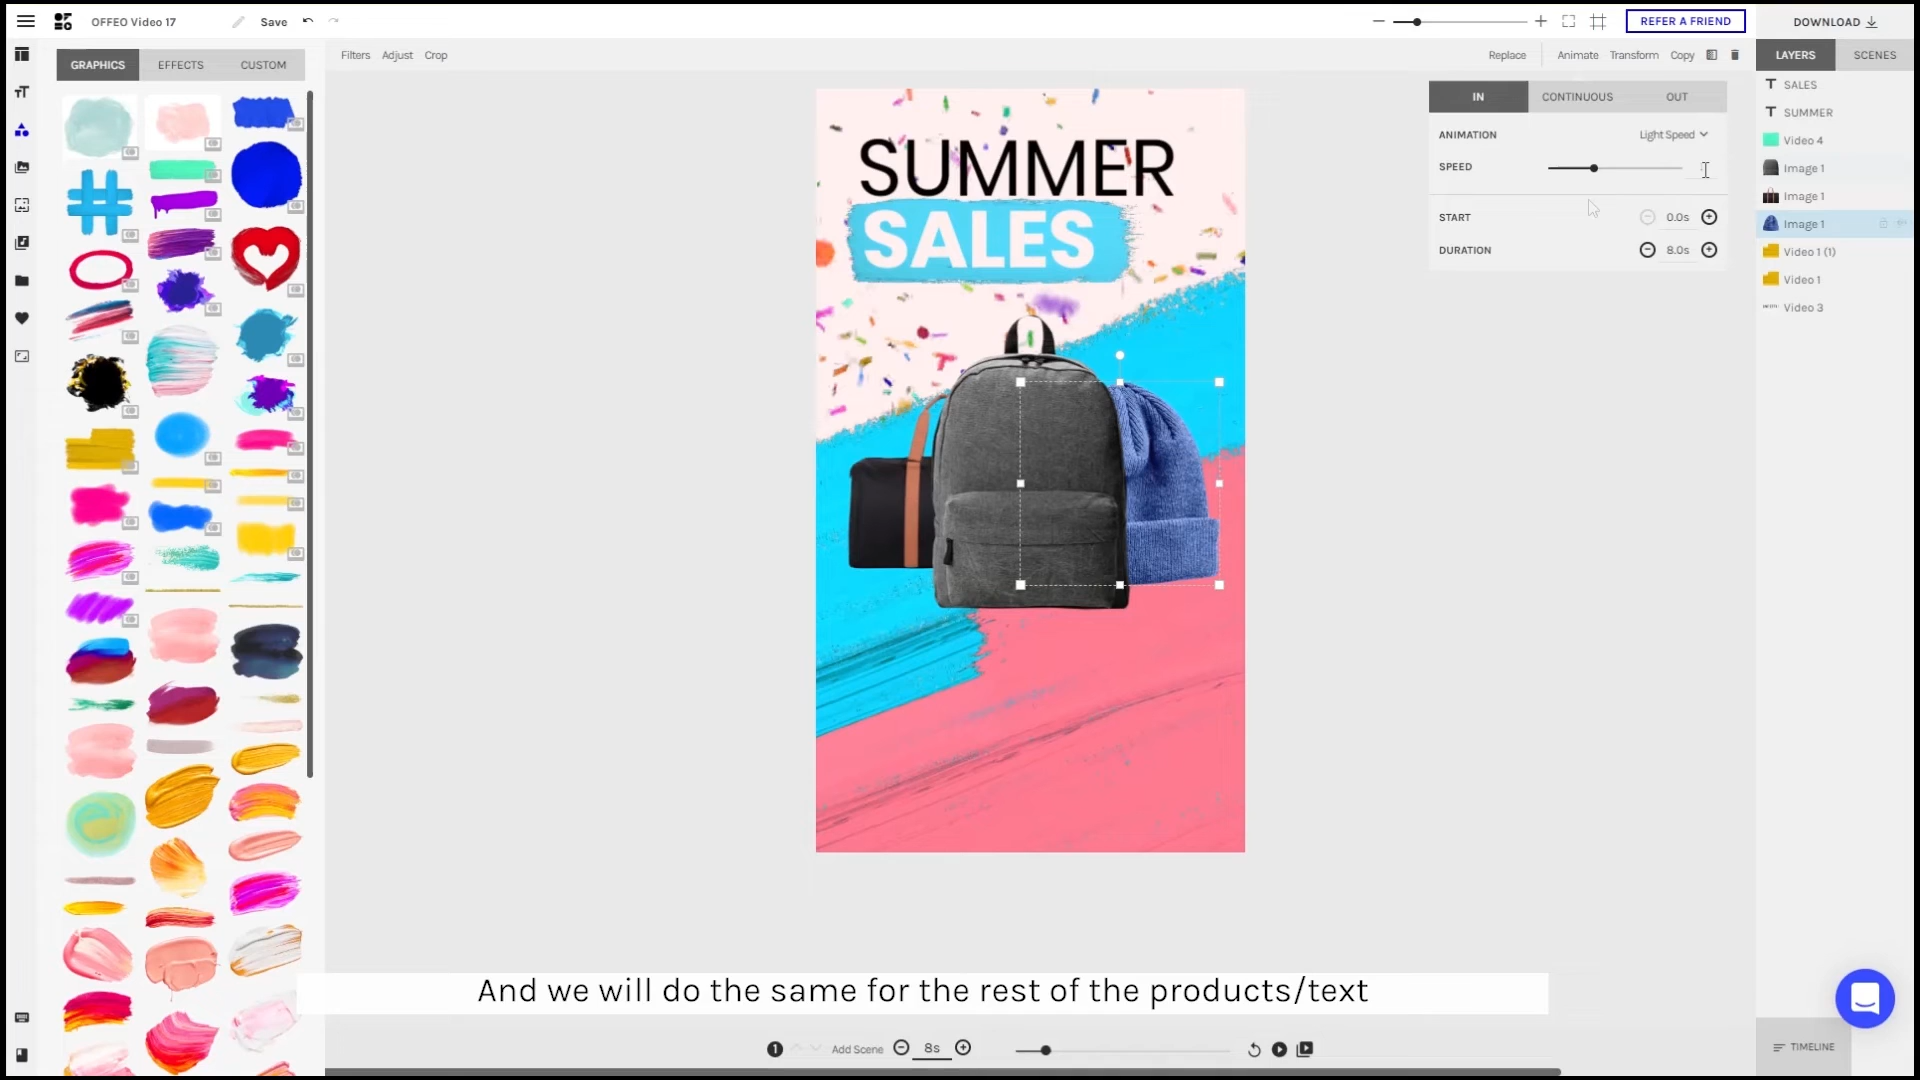 OFFEO Video 17
Save
REFER A FRIEND
DOWNLOAD
GRAPHICS
EFFECTS
CUSTOM
Filters
Adjust
Crop
Replace
Animate
Transform
Copy
LAYERS
SCENES
IN
CONTINUOUS
OUT
ANIMATION
Light Speed
SPEED
START
0.0s
DURATION
8.0s
SALES
SUMMER
Video 4
Image 1
Image 1
Image 1
Video 1 (1)
Video 1
Video 3
SUMMER
SALES
And we will do the same for the rest of the products/text
1
Add Scene
8s
TIMELINE